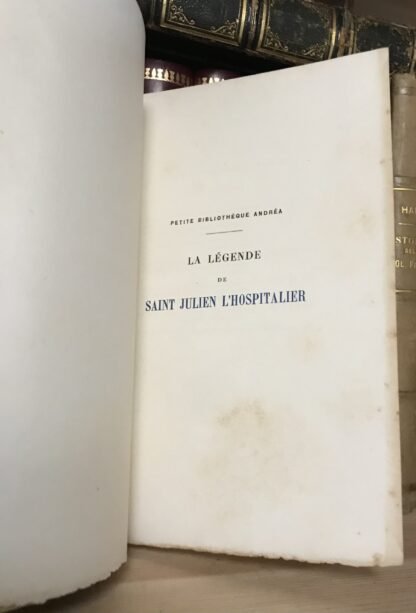 PETITE BIBLIOTHÈQUE ANDRÉA
LA LÉGENDE
DE
SAINT JULIEN L'HOSPITALIER